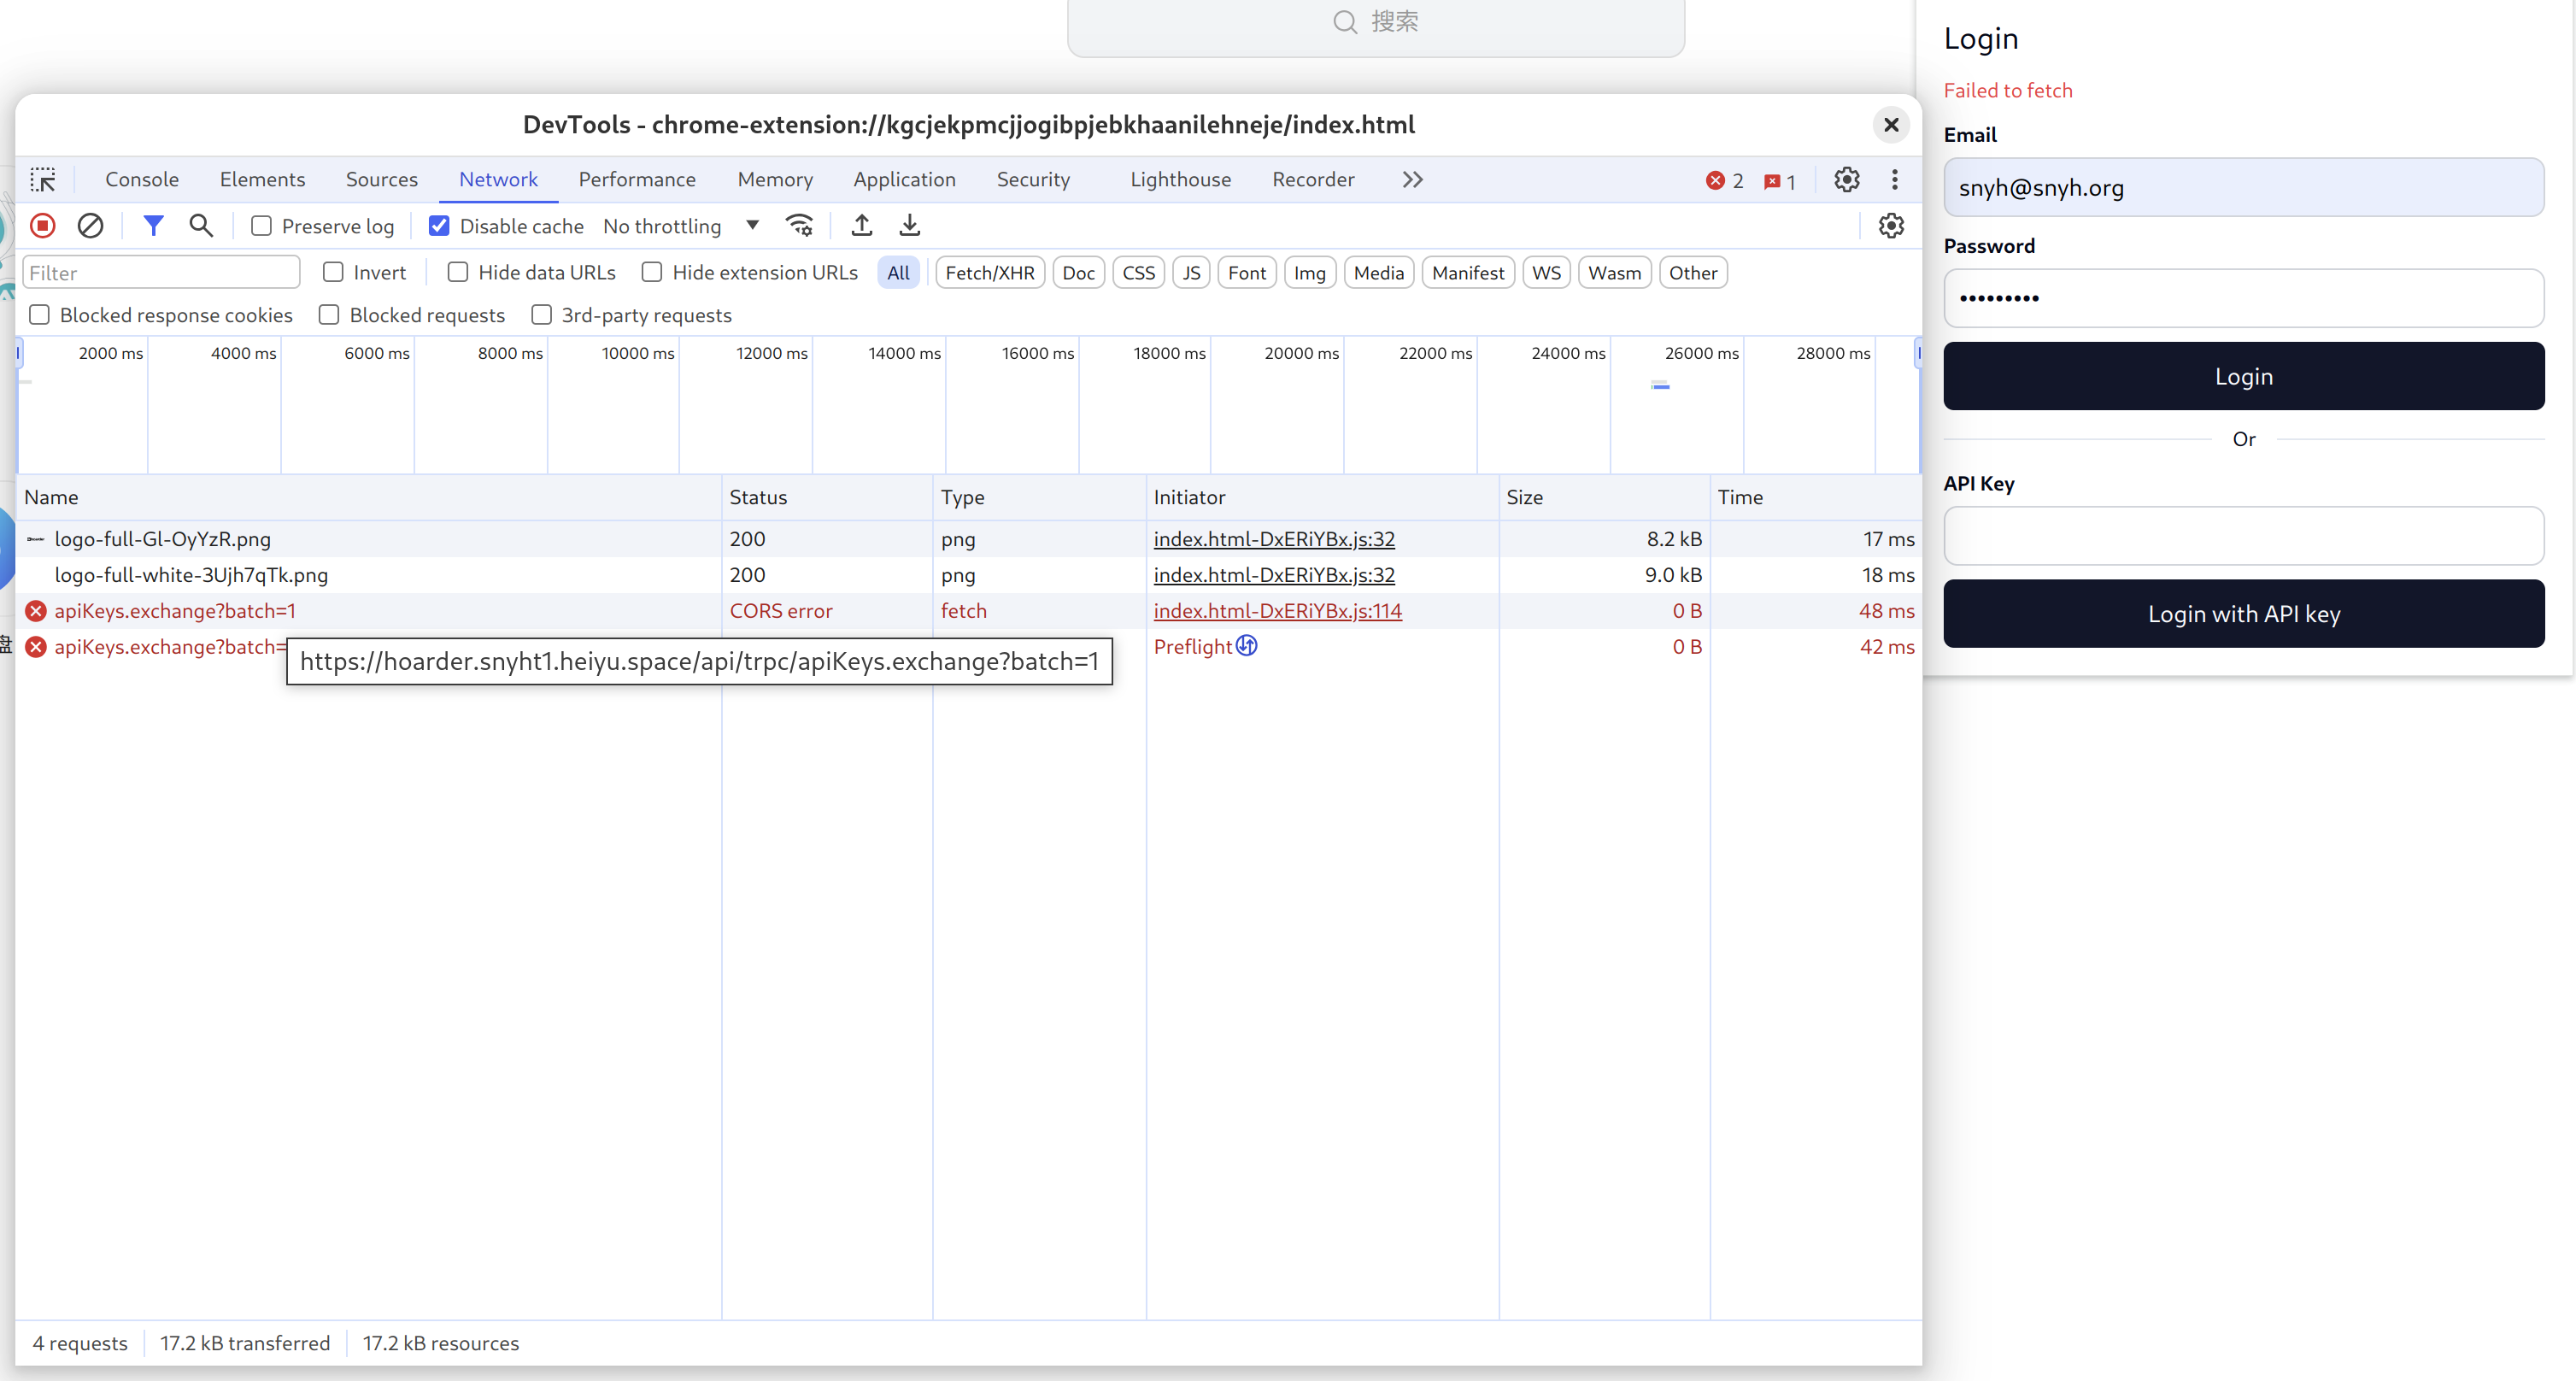 搜索
DevTools - chrome-extension://kgcjekpmcjjogibpjebkhaanilehneje/index.html
Console Elements Sources Network Performance Memory Application Security Lighthouse Recorder 2 1
Preserve log Disable cache No throttling
Filter Invert Hide data URLs Hide extension URLs All Fetch/XHR Doc CSS JS Font Img Media Manifest WS Wasm Other
Blocked response cookies Blocked requests 3rd-party requests
2000 ms 4000 ms 6000 ms 8000 ms 10000 ms 12000 ms 14000 ms 16000 ms 18000 ms 20000 ms 22000 ms 24000 ms 26000 ms 28000 ms
Name Status Type Initiator Size Time
logo-full-Gl-OyYzR.png 200 png index.html-DxERiYBx.js:32 8.2 kB 17 ms
logo-full-white-3Ujh7qTk.png 200 png index.html-DxERiYBx.js:32 9.0 kB 18 ms
apiKeys.exchange?batch=1 CORS error fetch index.html-DxERiYBx.js:114 0 B 48 ms
apiKeys.exchange?batch= Preflight 0 B 42 ms
https://hoarder.snyht1.heiyu.space/api/trpc/apiKeys.exchange?batch=1
盘
4 requests 17.2 kB transferred 17.2 kB resources
Login
Failed to fetch
Email
snyh@snyh.org
Password
•••••••••
Login
Or
API Key
Login with API key